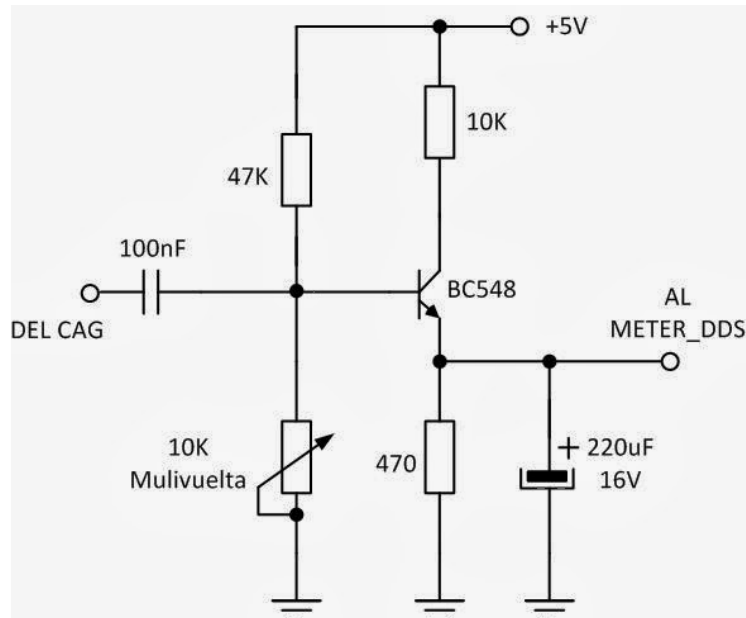 +5V
10K
47K
100nF
BC548
DEL CAG
AL
METER_DDS
10K
Mulivuelta
470
220uF
16V